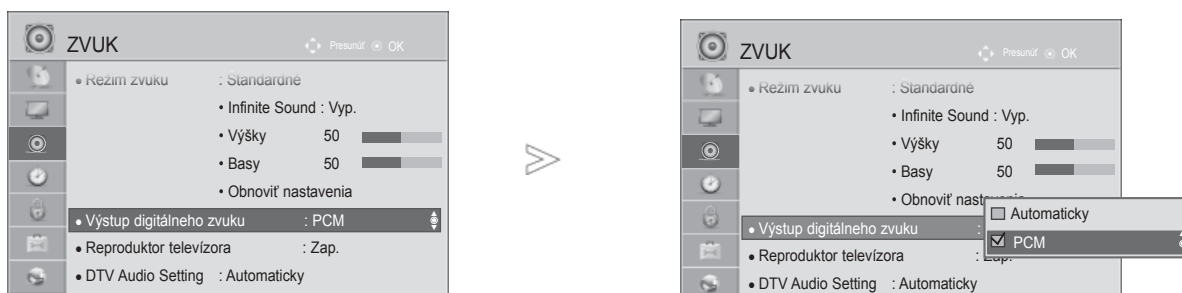 ZVUK
Presunúť OK
• Režim zvuku : Štandardné
• Infinite Sound : Vyp.
• Výšky 50
• Basy 50
• Obnoviť nastavenia
• Výstup digitálneho zvuku : PCM
• Reproduktor televízora : Zap.
• DTV Audio Setting : Automaticky
ZVUK
Presunúť OK
• Režim zvuku : Štandardné
• Infinite Sound : Vyp.
• Výšky 50
• Basy 50
• Obnoviť
• Výstup digitálneho zvuku :
Automaticky
PCM
• Reproduktor televízora :
• DTV Audio Setting : Automaticky